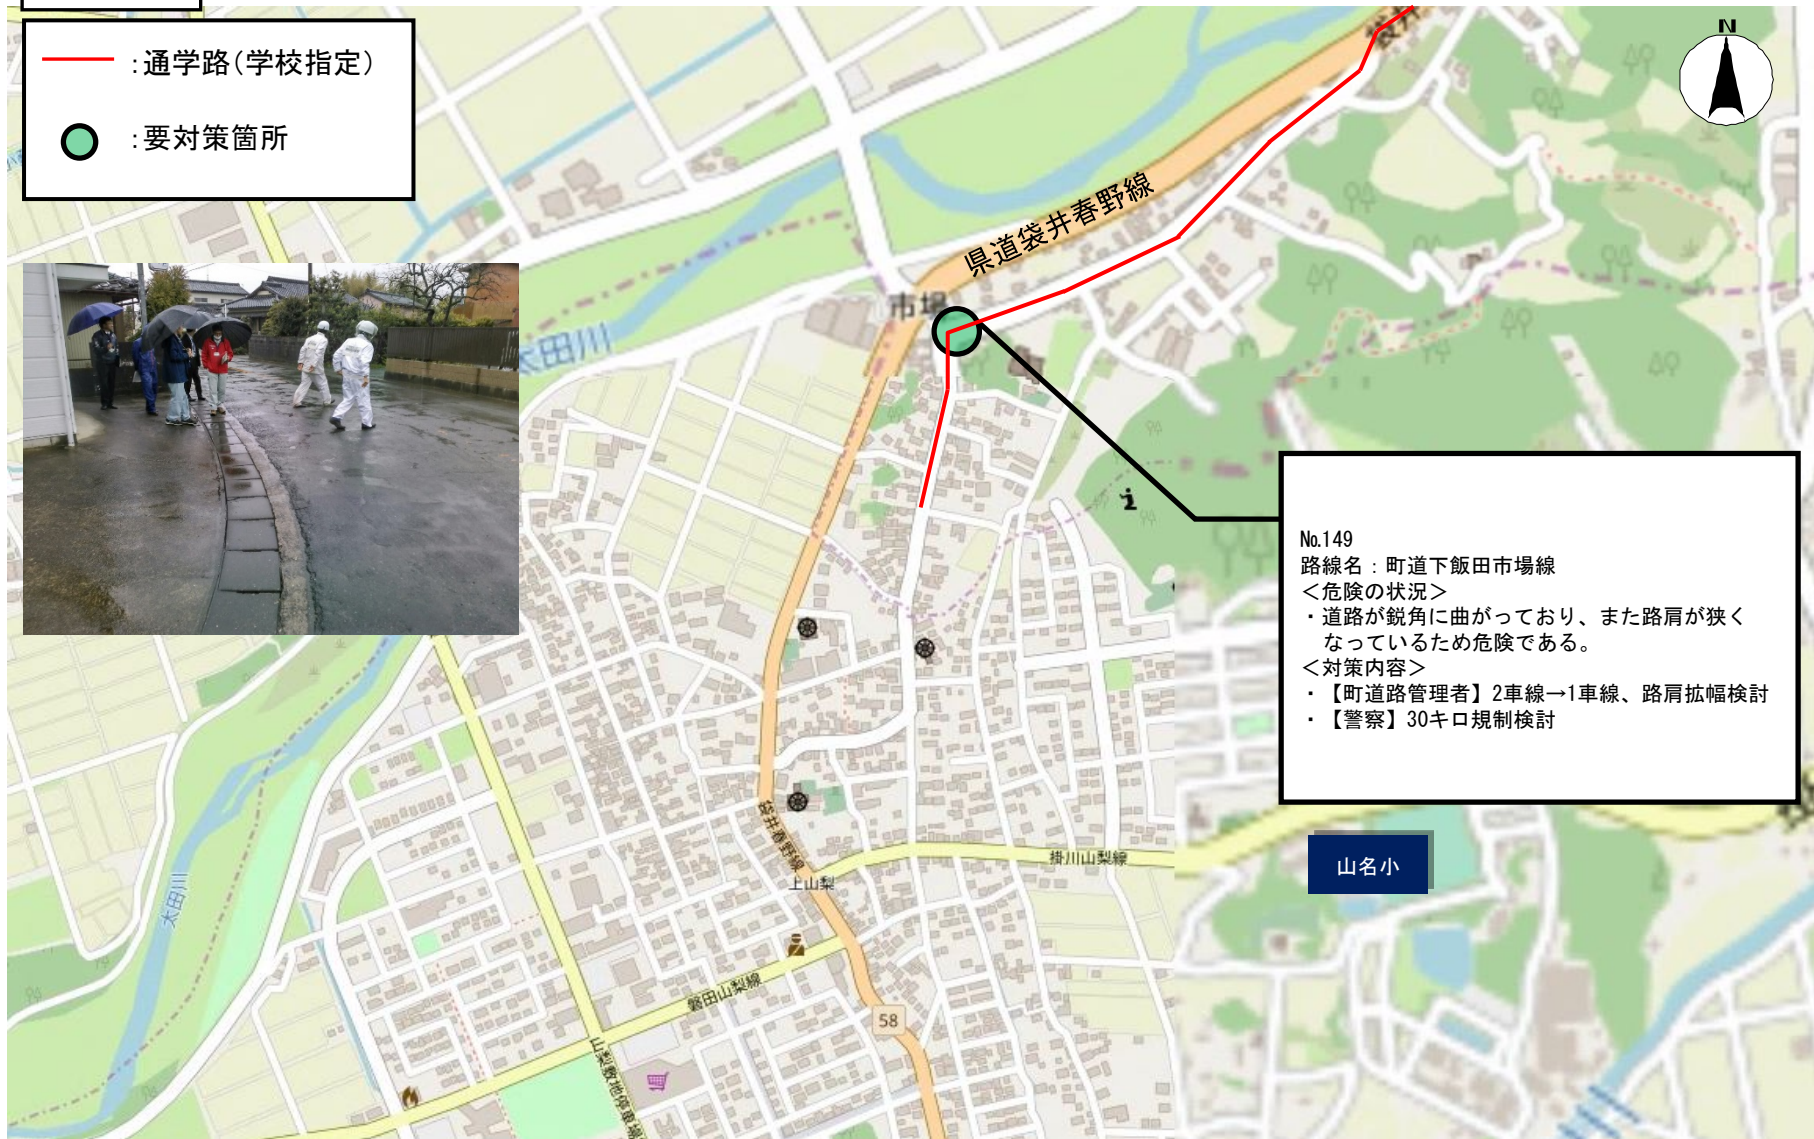 :通学路(学校指定)
:要対策箇所
N
県道袋井春野線
市場
太田川
No.149
路線名：町道下飯田市場線
＜危険の状況＞
・道路が鋭角に曲がっており、また路肩が狭く
なっているため危険である。
＜対策内容＞
・【町道路管理者】2車線→1車線、路肩拡幅検討
・【警察】30キロ規制検討
山名小
袋井春野線
掛川山梨線
上山梨
太田川
磐田山梨線
58